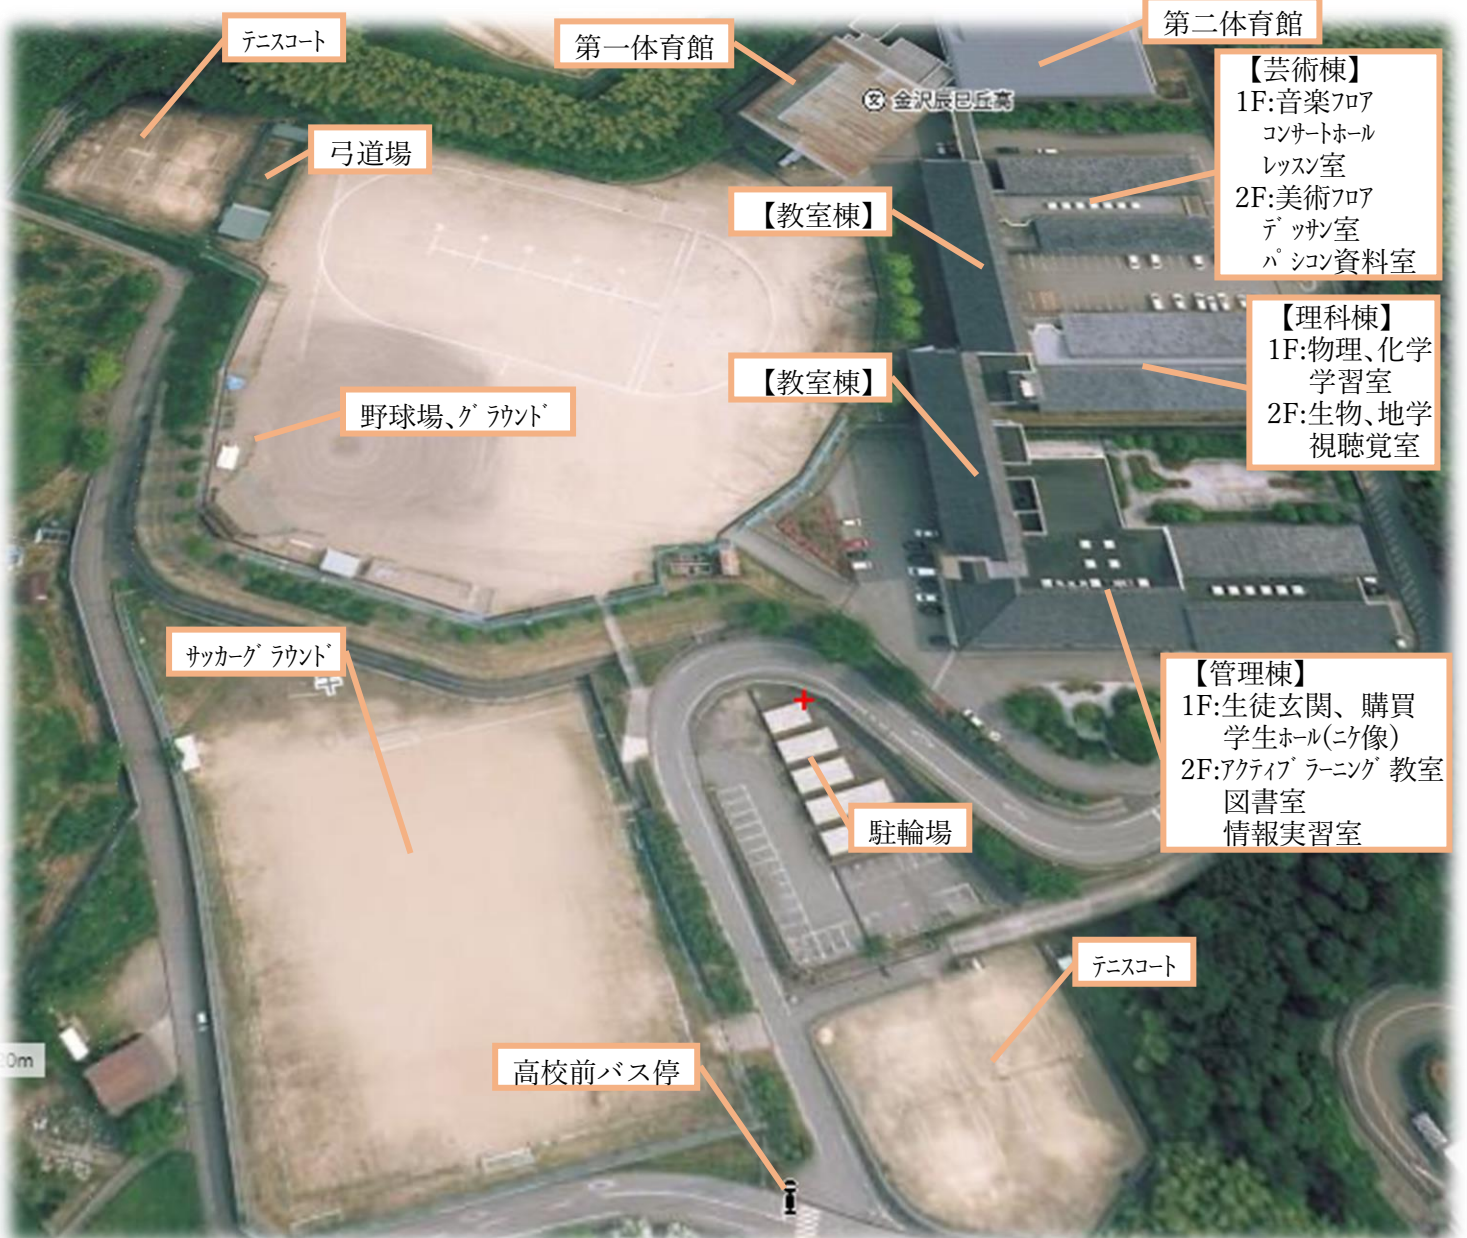 テニスコート
第一体育館
第二体育館
金沢辰巳丘高
弓道場
【芸術棟】
1F:音楽フロア
コンサートホール
レッスン室
2F:美術フロア
デッサン室
パシコン資料室
【教室棟】
【理科棟】
1F:物理、化学
学習室
2F:生物、地学
視聴覚室
【教室棟】
野球場、グラウンド
サッカーグラウンド
【管理棟】
1F:生徒玄関、購買
学生ホール(ニケ像)
2F:アクティブラーニング教室
図書室
情報実習室
駐輪場
テニスコート
高校前バス停
20m